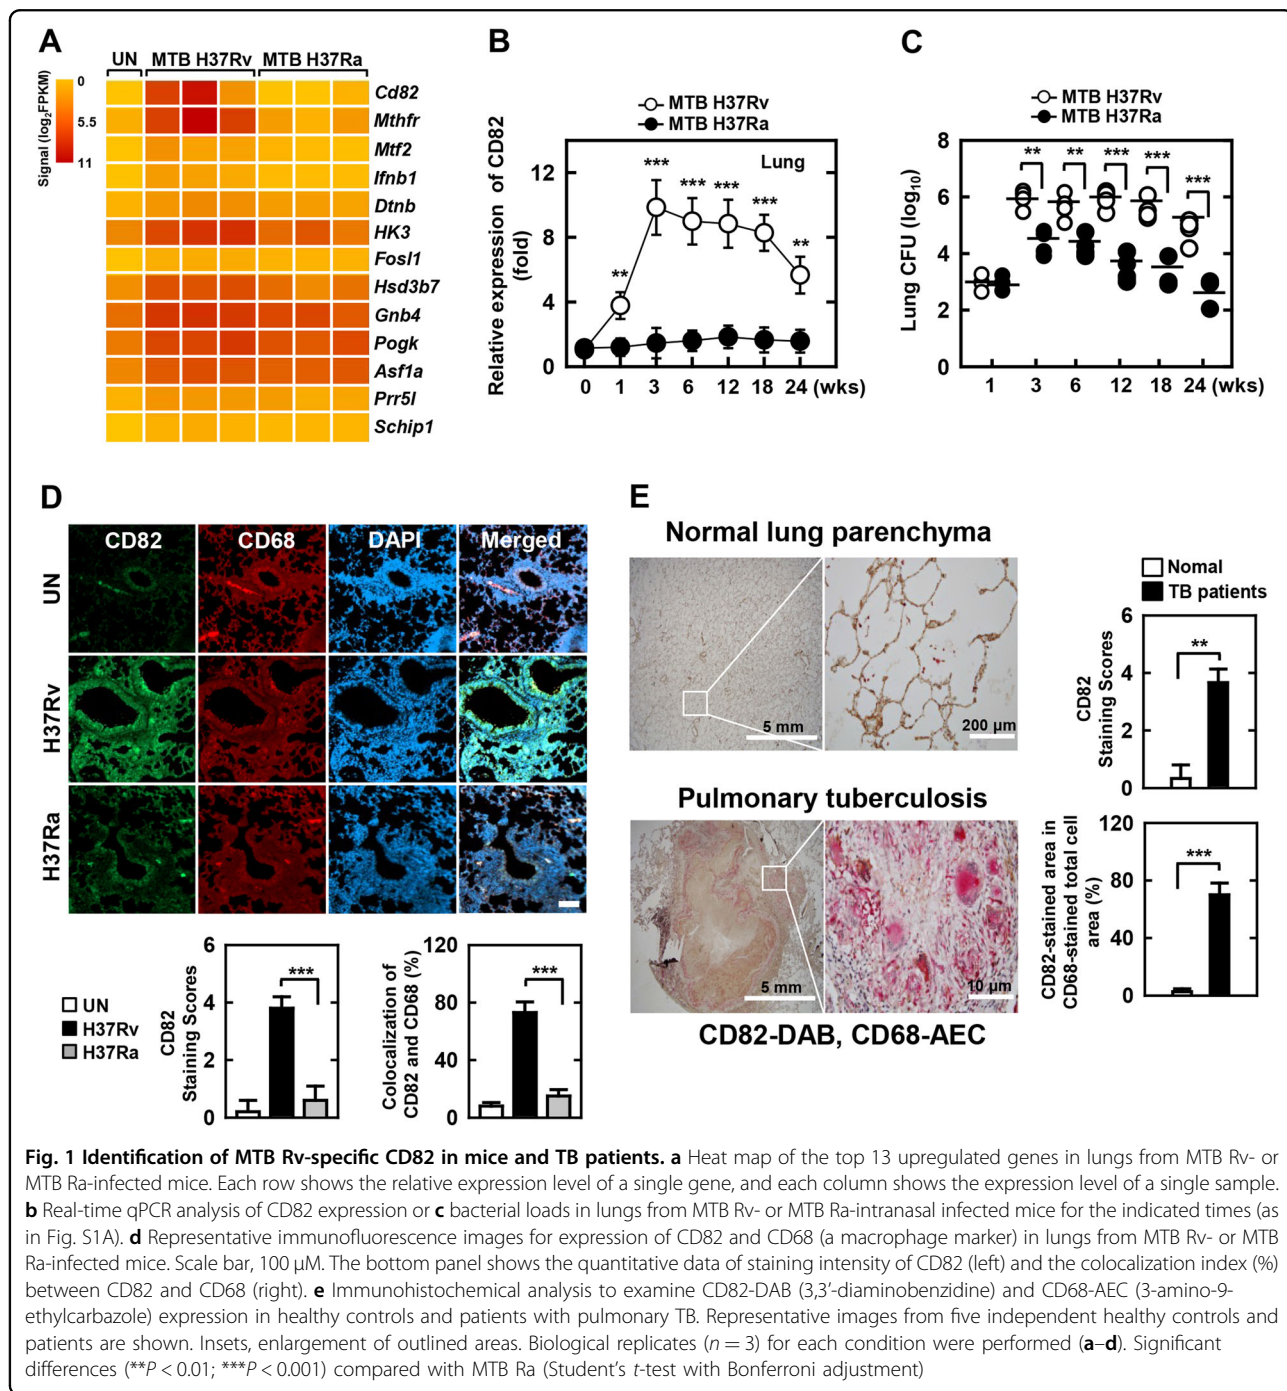 A
UN MTB H37Rv MTB H37Ra
Signal (log2FPKM)
0
5.5
11
Cd82
Mthfr
Mtf2
Ifnb1
Dtnb
HK3
Fosl1
Hsd3b7
Gnb4
Pogk
Asf1a
Prr5l
Schip1
B
MTB H37Rv
MTB H37Ra
Relative expression of CD82
(fold)
Lung
12
8
4
0
** *** *** *** *** **
0 1 3 6 12 18 24 (wks)
C
MTB H37Rv
MTB H37Ra
Lung CFU (log10)
8
6
4
2
0
** ** *** *** ***
1 3 6 12 18 24 (wks)
D
CD82 CD68 DAPI Merged
UN
H37Rv
H37Ra
UN
H37Rv
H37Ra
CD82
Staining Scores
6
4
2
0
***
Colocalization of
CD82 and CD68 (%)
120
80
40
0
***
E
Normal lung parenchyma
5 mm
200 µm
Pulmonary tuberculosis
5 mm
10 µm
CD82-DAB, CD68-AEC
Nomal
TB patients
CD82
Staining Scores
6
4
2
0
**
CD82-stained area in
CD68-stained total cell
area (%)
120
80
40
0
***
Fig. 1 Identification of MTB Rv-specific CD82 in mice and TB patients. a Heat map of the top 13 upregulated genes in lungs from MTB Rv- or
MTB Ra-infected mice. Each row shows the relative expression level of a single gene, and each column shows the expression level of a single sample.
b Real-time qPCR analysis of CD82 expression or c bacterial loads in lungs from MTB Rv- or MTB Ra-intranasal infected mice for the indicated times (as
in Fig. S1A). d Representative immunofluorescence images for expression of CD82 and CD68 (a macrophage marker) in lungs from MTB Rv- or MTB
Ra-infected mice. Scale bar, 100 µM. The bottom panel shows the quantitative data of staining intensity of CD82 (left) and the colocalization index (%)
between CD82 and CD68 (right). e Immunohistochemical analysis to examine CD82-DAB (3,3′-diaminobenzidine) and CD68-AEC (3-amino-9-
ethylcarbazole) expression in healthy controls and patients with pulmonary TB. Representative images from five independent healthy controls and
patients are shown. Insets, enlargement of outlined areas. Biological replicates (n = 3) for each condition were performed (a–d). Significant
differences (**P < 0.01; ***P < 0.001) compared with MTB Ra (Student's t-test with Bonferroni adjustment)